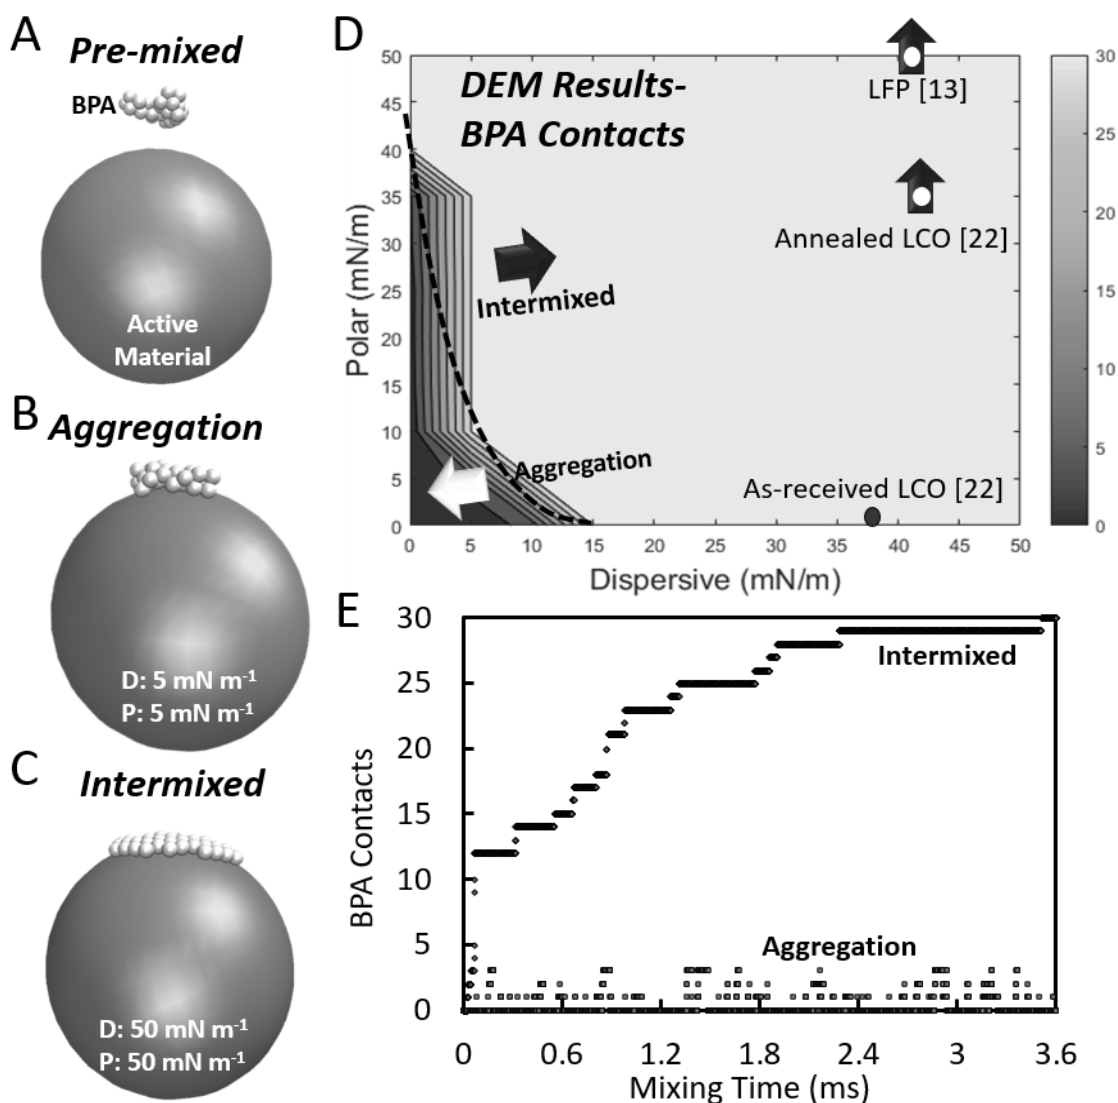 A
Pre-mixed
BPA
Active
Material
B
Aggregation
D: 5 mN m⁻¹
P: 5 mN m⁻¹
C
Intermixed
D: 50 mN m⁻¹
P: 50 mN m⁻¹
D
DEM Results-
BPA Contacts
LFP [13]
Annealed LCO [22]
Intermixed
Aggregation
As-received LCO [22]
Polar (mN/m)
50
45
40
35
30
25
20
15
10
5
0
0 5 10 15 20 25 30 35 40 45 50
Dispersive (mN/m)
30
25
20
15
10
5
0
E
BPA Contacts
30
25
20
15
10
5
0
Intermixed
Aggregation
0 0.6 1.2 1.8 2.4 3 3.6
Mixing Time (ms)